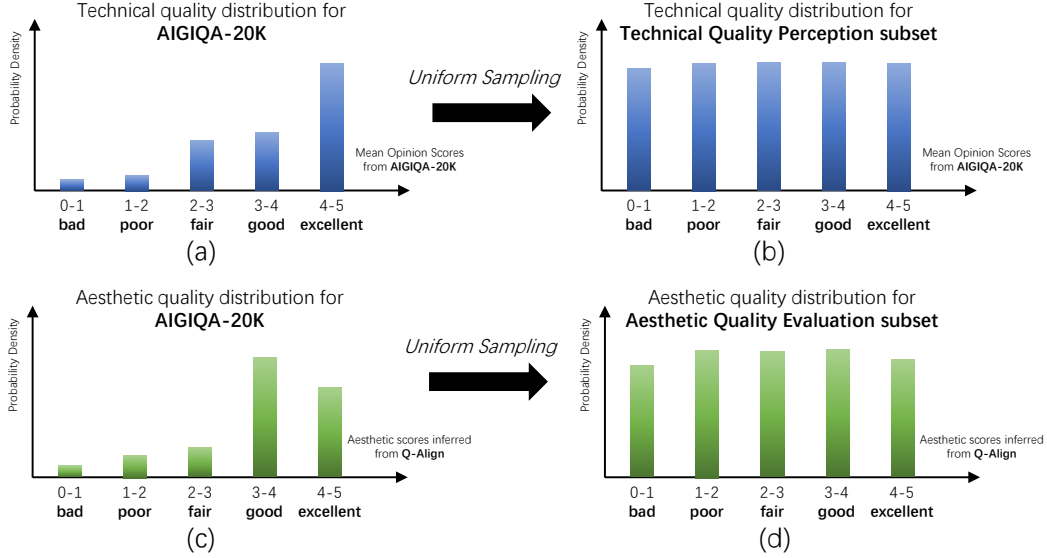 Technical quality distribution for
AIGIQA-20K
Probability Density
Mean Opinion Scores
from AIGIQA-20K
0-1 1-2 2-3 3-4 4-5
bad poor fair good excellent
(a)
Uniform Sampling
Technical quality distribution for
Technical Quality Perception subset
Probability Density
Mean Opinion Scores
from AIGIQA-20K
0-1 1-2 2-3 3-4 4-5
bad poor fair good excellent
(b)
Aesthetic quality distribution for
AIGIQA-20K
Probability Density
Aesthetic scores inferred
from Q-Align
0-1 1-2 2-3 3-4 4-5
bad poor fair good excellent
(c)
Uniform Sampling
Aesthetic quality distribution for
Aesthetic Quality Evaluation subset
Probability Density
Aesthetic scores inferred
from Q-Align
0-1 1-2 2-3 3-4 4-5
bad poor fair good excellent
(d)